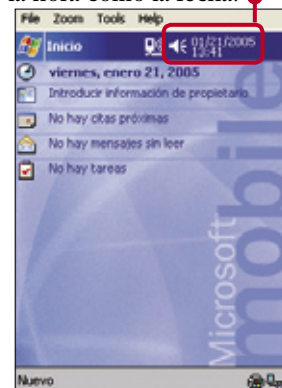 la hora como la fecha.
File Zoom Tools Help
Inicio 01/21/2005
13:41
viernes, enero 21, 2005
Introducir información de propietario
No hay citas próximas
No hay mensajes sin leer
No hay tareas
Microsoft
mobile
Nuevo